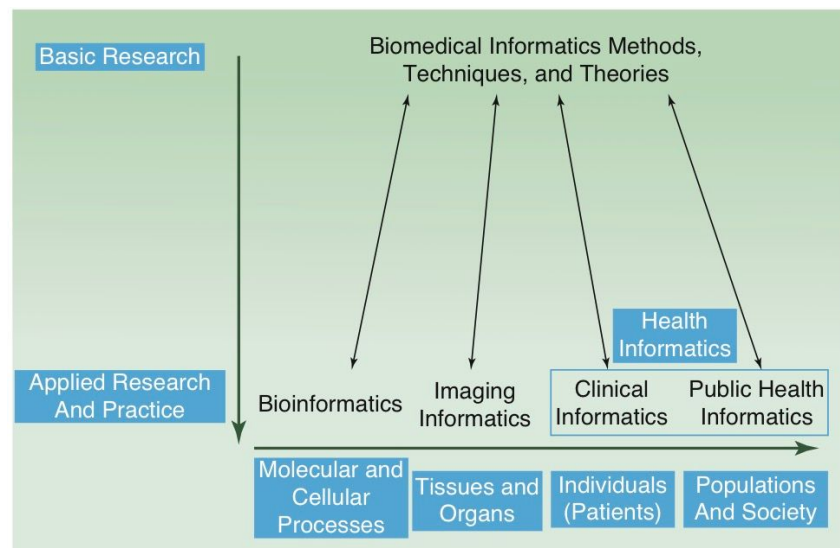 Basic Research
Biomedical Informatics Methods,
Techniques, and Theories
Health
Informatics
Applied Research
And Practice
Bioinformatics
Imaging
Informatics
Clinical
Informatics
Public Health
Informatics
Molecular and
Cellular
Processes
Tissues and
Organs
Individuals
(Patients)
Populations
And Society